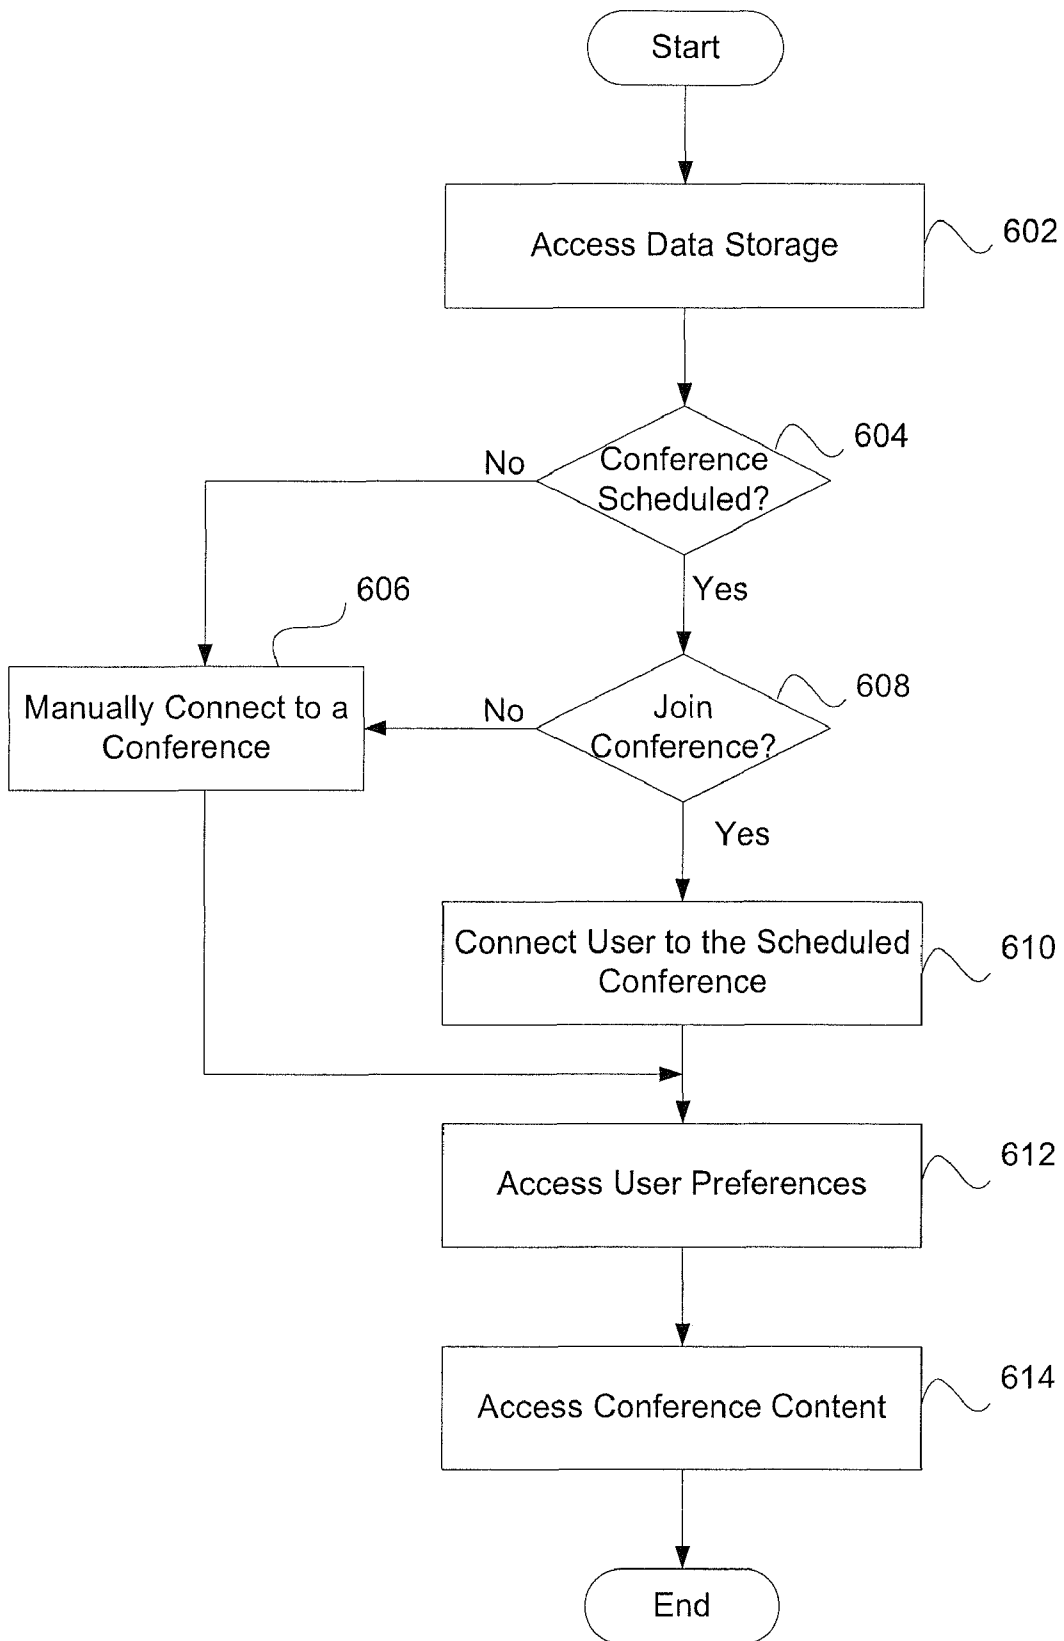 Start
Access Data Storage
602
Conference
Scheduled?
604
No
Yes
606
Manually Connect to a
Conference
No
Join
Conference?
608
Yes
Connect User to the Scheduled
Conference
610
Access User Preferences
612
Access Conference Content
614
End